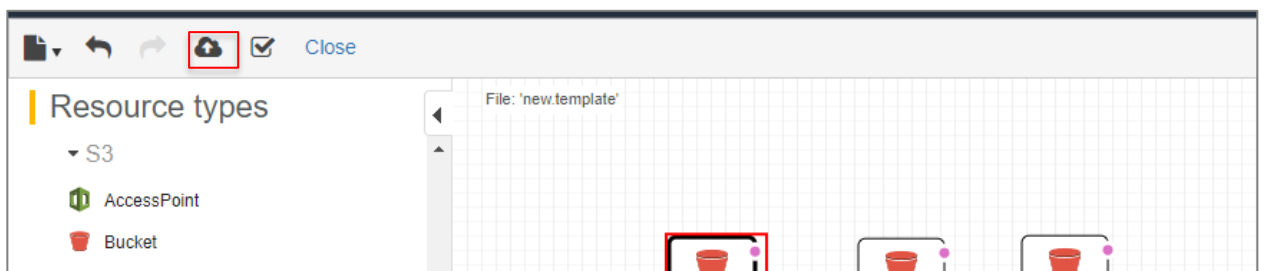 Close
Resource types
File: 'new.template'
S3
AccessPoint
Bucket